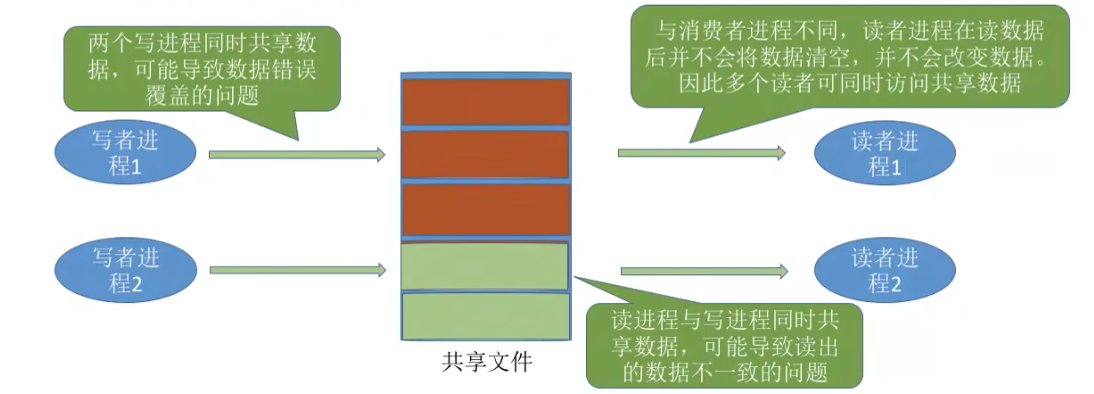 两个写进程同时共享数
据，可能导致数据错误
覆盖的问题
与消费者进程不同，读者进程在读数据
后并不会将数据清空，并不会改变数据。
因此多个读者可同时访问共享数据
写者进
程1
读者进
程1
写者进
程2
读者进
程2
读进程与写进程同时共
享数据，可能导致读出
的数据不一致的问题
共享文件